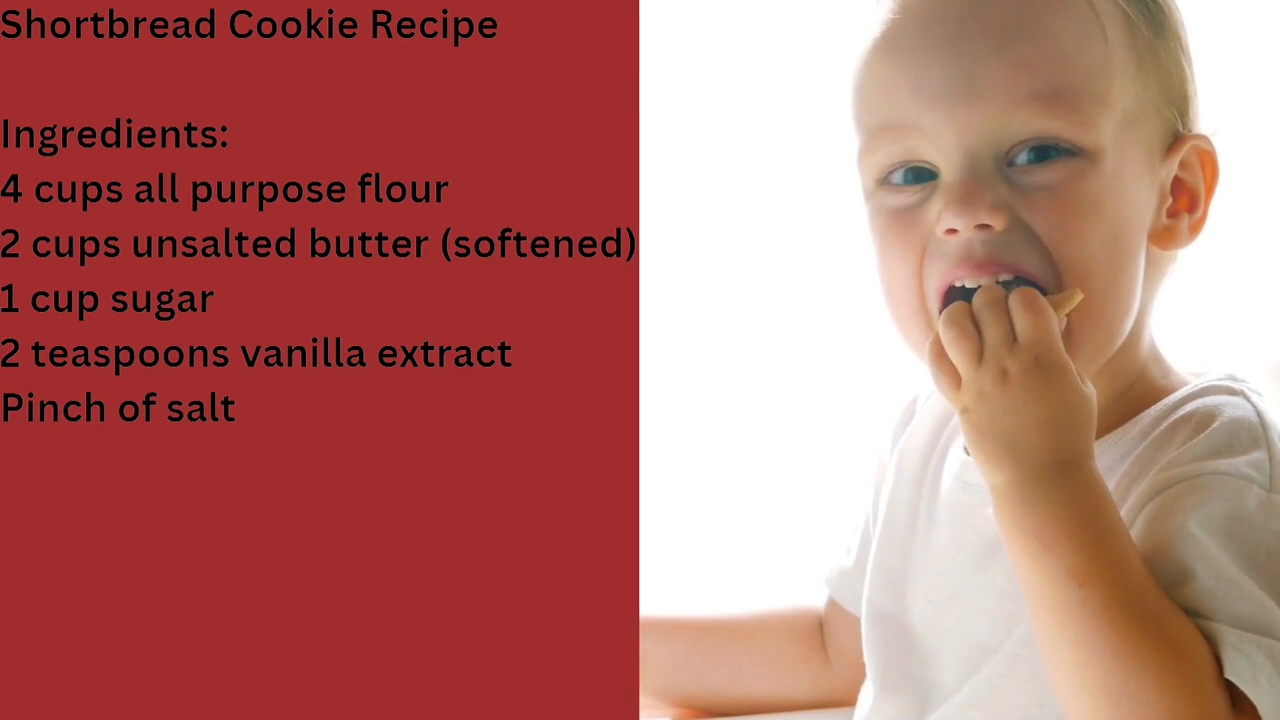 Shortbread Cookie Recipe
Ingredients:
4 cups all purpose flour
2 cups unsalted butter (softened)
1 cup sugar
2 teaspoons vanilla extract
Pinch of salt